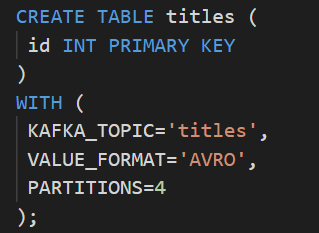 CREATE TABLE titles (
id INT PRIMARY KEY
)
WITH (
KAFKA_TOPIC='titles',
VALUE_FORMAT='AVRO',
PARTITIONS=4
);